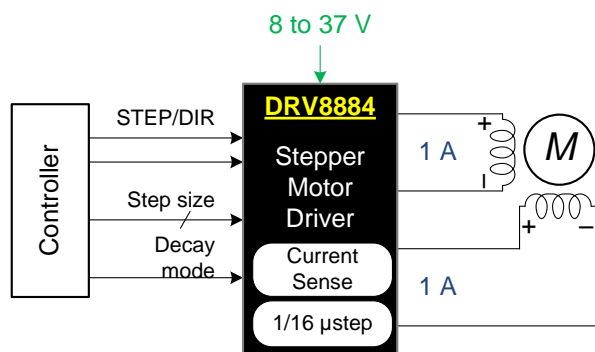 8 to 37 V
Controller
STEP/DIR
Step size
Decay
mode
DRV8884
Stepper
Motor
Driver
Current
Sense
1/16 µstep
1 A
+
−
M
+
−
1 A